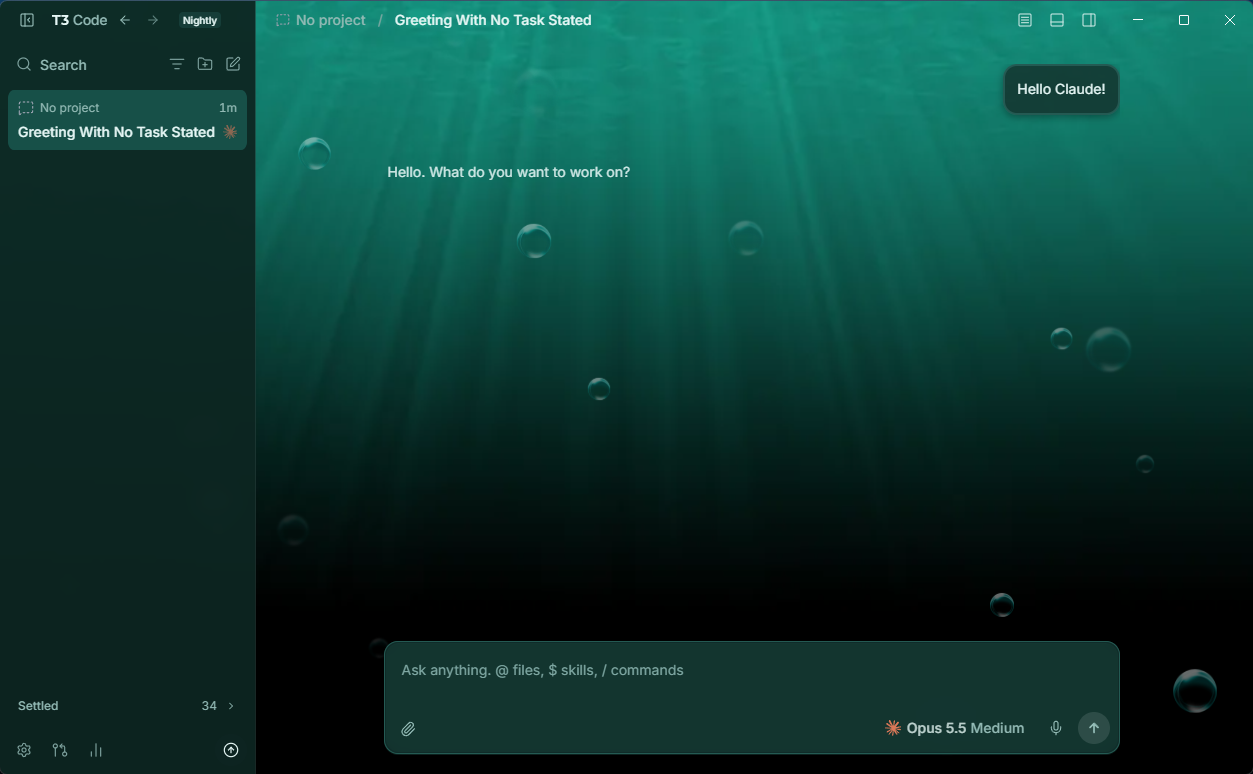 T3 Code
Nightly
No project / Greeting With No Task Stated
Search
No project 1m
Greeting With No Task Stated
Hello Claude!
Hello. What do you want to work on?
Ask anything. @ files, $ skills, / commands
Opus 5.5 Medium
Settled 34